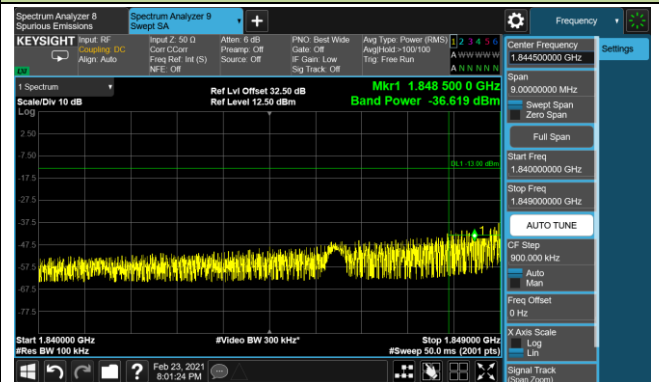 Spectrum Analyzer 8
Spurious Emissions
Spectrum Analyzer 9
Swept SA
+
Frequency
KEYSIGHT
Input: RF
Coupling: DC
Align: Auto
Input Z: 50 Ω
Corr CCorr
Freq Ref: Int (S)
NFE: Off
Atten: 6 dB
Preamp: Off
Source: Off
PNO: Best Wide
Gate: Off
IF Gain: Low
Sig Track: Off
Avg Type: Power (RMS)
Avg|Hold:>100/100
Trig: Free Run
1 2 3 4 5 6
A W W W W W
A N N N N N
LXI
1 Spectrum
Scale/Div 10 dB
Log
Ref Lvl Offset 32.50 dB
Ref Level 12.50 dBm
Mkr1 1.848 500 0 GHz
Band Power -36.619 dBm
2.50
-7.50
-17.5
-27.5
-37.5
-47.5
-57.5
-67.5
-77.5
DL1 -13.00 dBm
1
Start 1.840000 GHz
#Res BW 100 kHz
#Video BW 300 kHz*
Stop 1.849000 GHz
#Sweep 50.0 ms (2001 pts)
Center Frequency
1.844500000 GHz
Settings
Span
9.00000000 MHz
Swept Span
Zero Span
Full Span
Start Freq
1.840000000 GHz
Stop Freq
1.849000000 GHz
AUTO TUNE
CF Step
900.000 kHz
Auto
Man
Freq Offset
0 Hz
X Axis Scale
Log
Lin
Signal Track
(Span Zoom)
?
Feb 23, 2021
8:01:24 PM